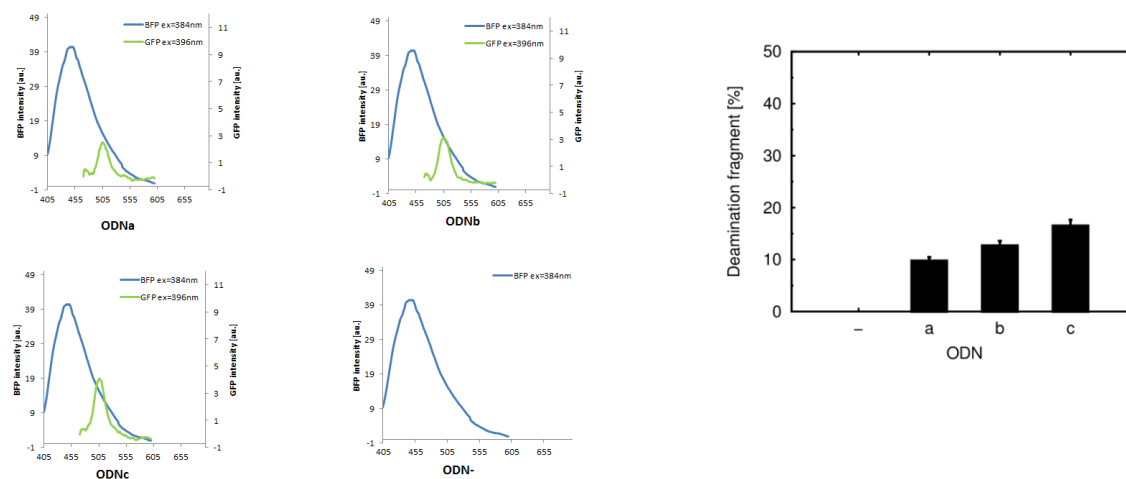 BFP ex=384nm
GFP ex=396nm
49
39
29
19
9
-1
11
9
7
5
3
1
-1
BFP intensity [au.]
GFP intensity [au.]
405 455 505 555 605 655
ODNa
BFP ex=384nm
GFP ex=396nm
49
39
29
19
9
-1
11
9
7
5
3
1
-1
BFP intensity [au.]
GFP intensity [au.]
405 455 505 555 605 655
ODNb
BFP ex=384nm
GFP ex=396nm
49
39
29
19
9
-1
11
9
7
5
3
1
-1
BFP intensity [au.]
GFP intensity [au.]
405 455 505 555 605 655
ODNc
BFP ex=384nm
49
39
29
19
9
-1
BFP intensity [au.]
405 455 505 555 605 655
ODN-
50
40
30
20
10
0
Deamination fragment [%]
– a b c
ODN